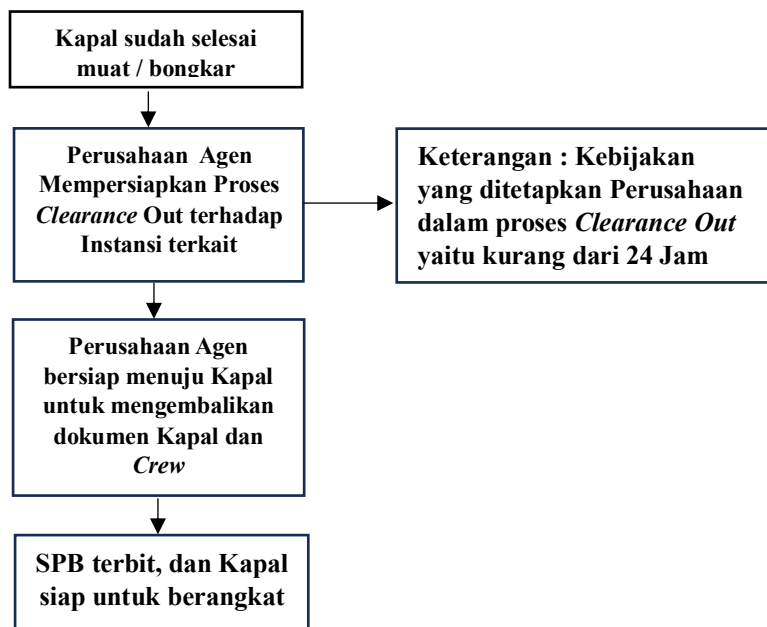 Kapal sudah selesai
muat / bongkar
Perusahaan Agen
Mempersiapkan Proses
Clearance Out terhadap
Instansi terkait
Keterangan : Kebijakan
yang ditetapkan Perusahaan
dalam proses Clearance Out
yaitu kurang dari 24 Jam
Perusahaan Agen
bersiap menuju Kapal
untuk mengembalikan
dokumen Kapal dan
Crew
SPB terbit, dan Kapal
siap untuk berangkat